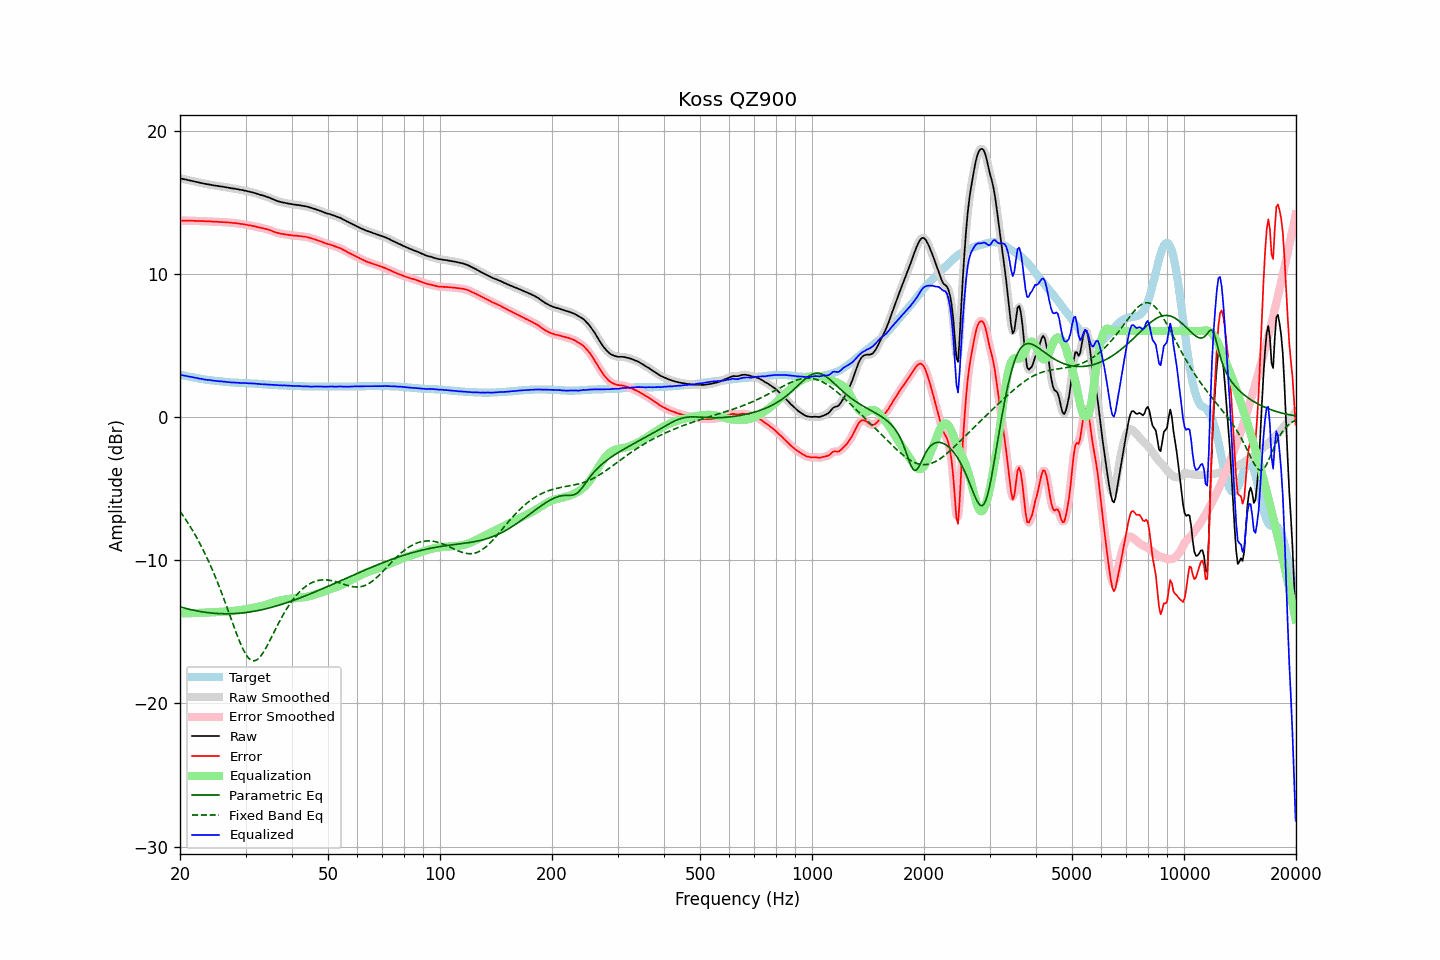 Koss QZ900
Amplitude (dBr)
20
10
0
−10
−20
−30
Target
Raw Smoothed
Error Smoothed
Raw
Error
Equalization
Parametric Eq
Fixed Band Eq
Equalized
20 50 100 200 500 1000 2000 5000 10000 20000
Frequency (Hz)